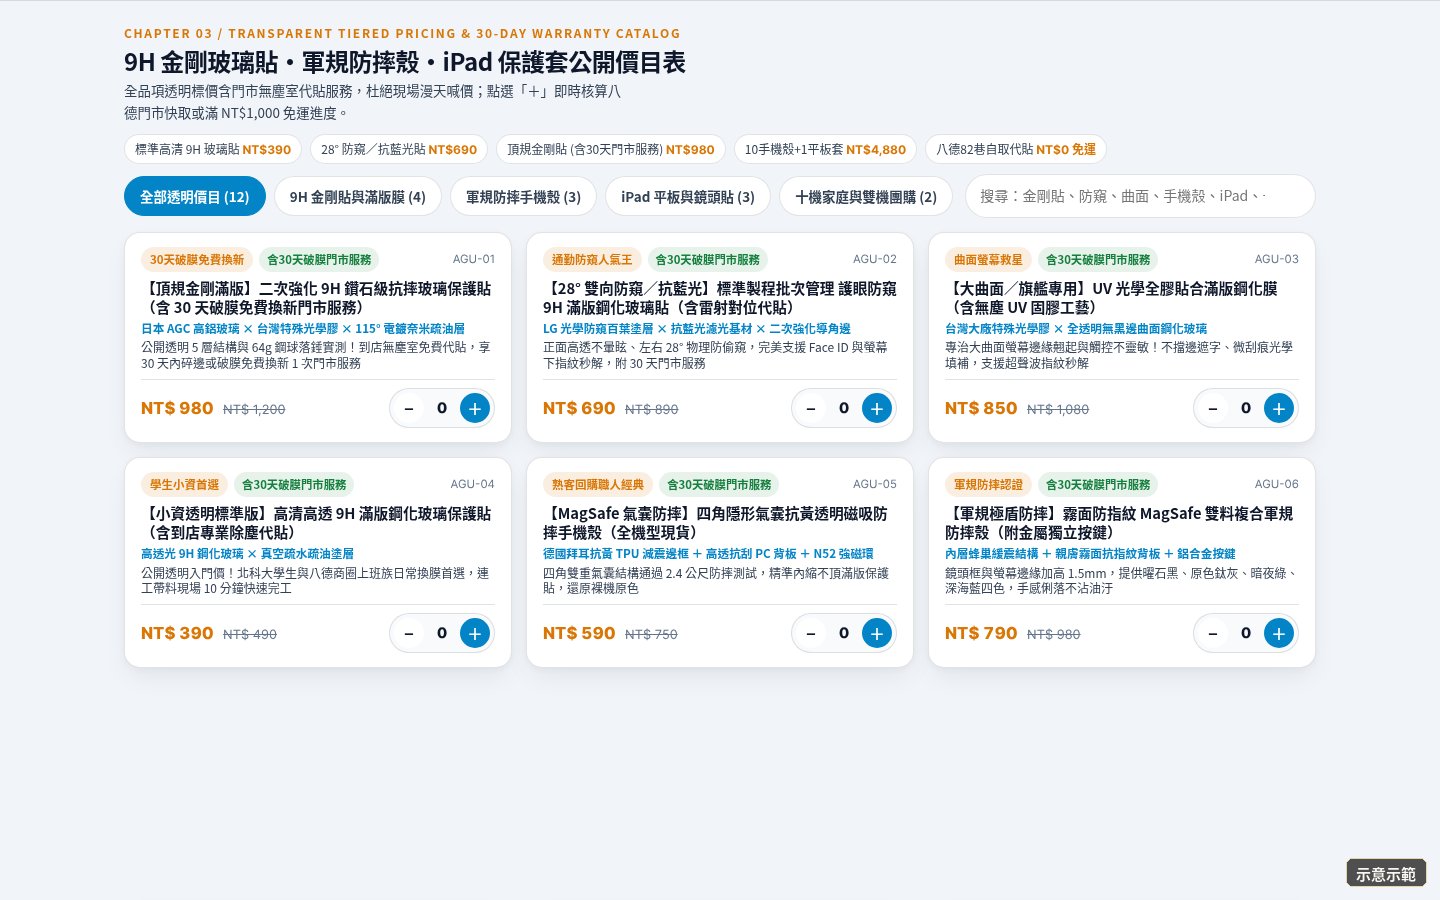 CHAPTER 03 / TRANSPARENT TIERED PRICING & 30-DAY WARRANTY CATALOG
9H 金剛玻璃貼・軍規防摔殼・iPad 保護套公開價目表
全品項透明標價含門市無塵室代貼服務，杜絕現場漫天喊價；點選「＋」即時核算八
德門市快取或滿 NT$1,000 免運進度。
標準高清 9H 玻璃貼 NT$390
28° 防窺／抗藍光貼 NT$690
頂規金剛貼 (含30天門市服務) NT$980
10手機殼+1平板套 NT$4,880
八德82巷自取代貼 NT$0 免運
全部透明價目 (12)
9H 金剛貼與滿版膜 (4)
軍規防摔手機殼 (3)
iPad 平板與鏡頭貼 (3)
十機家庭與雙機團購 (2)
搜尋：金剛貼、防窺、曲面、手機殼、iPad、
30天破膜免費換新
含30天破膜門市服務
AGU-01
【頂規金剛滿版】二次強化 9H 鑽石級抗摔玻璃保護貼
（含 30 天破膜免費換新門市服務）
日本 AGC 高鋁玻璃 × 台灣特殊光學膠 × 115° 電鍍奈米疏油層
公開透明 5 層結構與 64g 鋼球落錘實測！到店無塵室免費代貼，享
30 天內碎邊或破膜免費換新 1 次門市服務
NT$ 980 NT$ 1,200
− 0 ＋
通勤防窺人氣王
含30天破膜門市服務
AGU-02
【28° 雙向防窺／抗藍光】標準製程批次管理 護眼防窺
9H 滿版鋼化玻璃貼（含雷射對位代貼）
LG 光學防窺百葉塗層 × 抗藍光濾光基材 × 二次強化導角邊
正面高透不暈眩、左右 28° 物理防偷窺，完美支援 Face ID 與螢幕
下指紋秒解，附 30 天門市服務
NT$ 690 NT$ 890
− 0 ＋
曲面螢幕救星
含30天破膜門市服務
AGU-03
【大曲面／旗艦專用】UV 光學全膠貼合滿版鋼化膜
（含無塵 UV 固膠工藝）
台灣大廠特殊光學膠 × 全透明無黑邊曲面鋼化玻璃
專治大曲面螢幕邊緣翹起與觸控不靈敏！不擋邊遮字、微刮痕光學
填補，支援超聲波指紋秒解
NT$ 850 NT$ 1,080
− 0 ＋
學生小資首選
含30天破膜門市服務
AGU-04
【小資透明標準版】高清高透 9H 滿版鋼化玻璃保護貼
（含到店專業除塵代貼）
高透光 9H 鋼化玻璃 × 真空疏水疏油塗層
公開透明入門價！北科大學生與八德商圈上班族日常換膜首選，連
工帶料現場 10 分鐘快速完工
NT$ 390 NT$ 490
− 0 ＋
熟客回購職人經典
含30天破膜門市服務
AGU-05
【MagSafe 氣囊防摔】四角隱形氣囊抗黃透明磁吸防
摔手機殼（全機型現貨）
德國拜耳抗黃 TPU 減震邊框 ＋ 高透抗刮 PC 背板 ＋ N52 強磁環
四角雙重氣囊結構通過 2.4 公尺防摔測試，精準內縮不頂滿版保護
貼，還原裸機原色
NT$ 590 NT$ 750
− 0 ＋
軍規防摔認證
含30天破膜門市服務
AGU-06
【軍規極盾防摔】霧面防指紋 MagSafe 雙料複合軍規
防摔殼（附金屬獨立按鍵）
內層蜂巢緩震結構 ＋ 親膚霧面抗指紋背板 ＋ 鋁合金按鍵
鏡頭框與螢幕邊緣加高 1.5mm，提供曜石黑、原色鈦灰、暗夜綠、
深海藍四色，手感俐落不沾油汙
NT$ 790 NT$ 980
− 0 ＋
示意示範